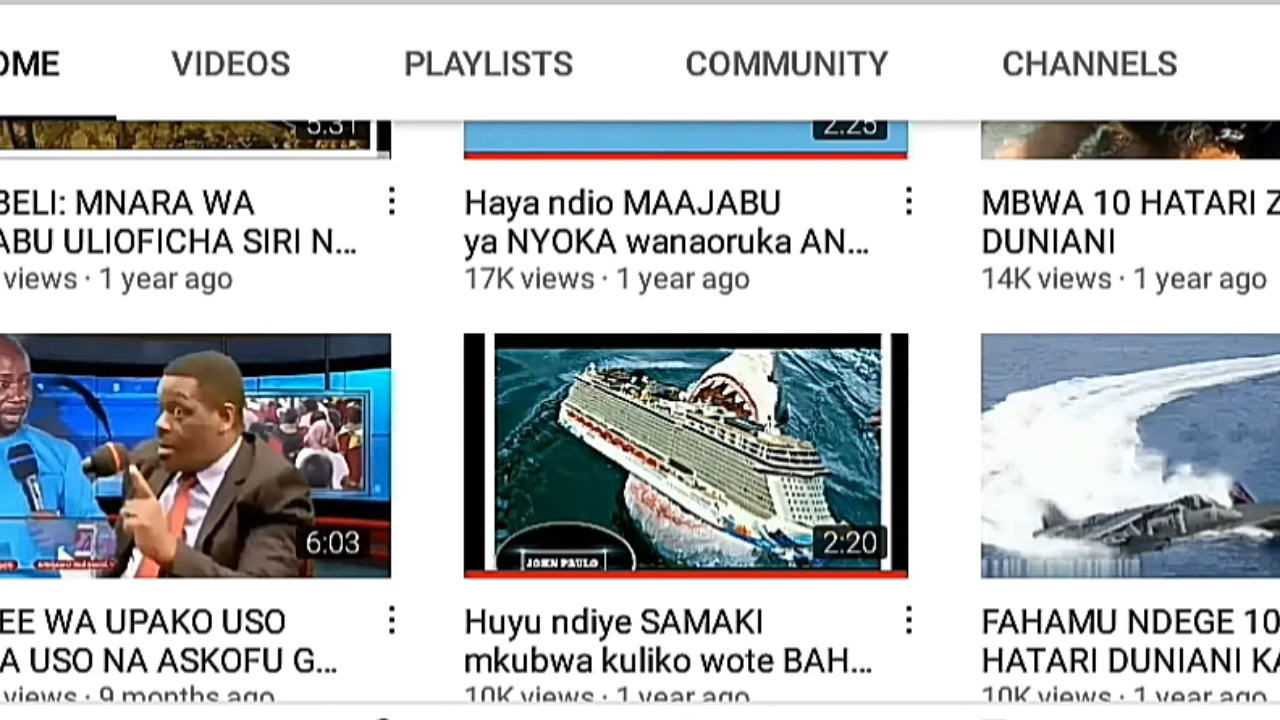 OME VIDEOS PLAYLISTS COMMUNITY CHANNELS
5:31
2:25
BELI: MNARA WA
ABU ULIOFICHA SIRI N...
views · 1 year ago
Haya ndio MAAJABU
ya NYOKA wanaoruka AN...
17K views · 1 year ago
MBWA 10 HATARI Z
DUNIANI
14K views · 1 year ago
6:03
JOHN PAULO
2:20
EE WA UPAKO USO
A USO NA ASKOFU G...
views · 9 months ago
Huyu ndiye SAMAKI
mkubwa kuliko wote BAH...
10K views · 1 year ago
FAHAMU NDEGE 10
HATARI DUNIANI KA
10K views · 1 year ago